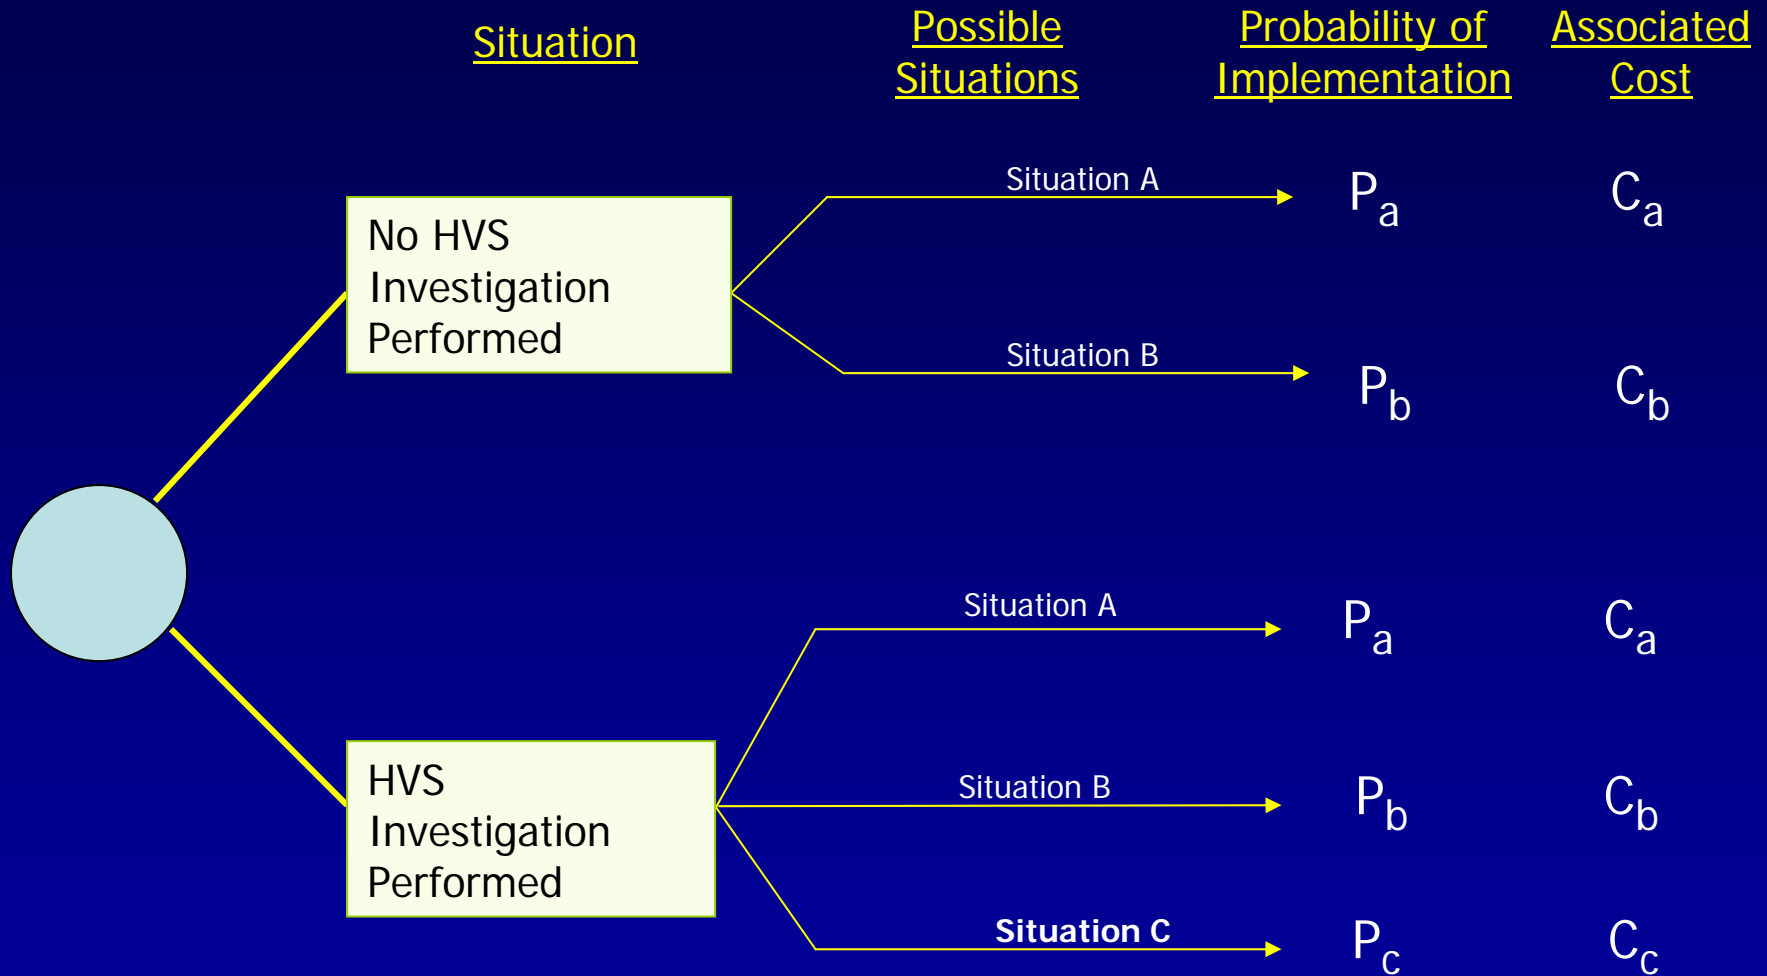 Situation
Possible
Situations
Probability of
Implementation
Associated
Cost
No HVS
Investigation
Performed
Situation A
Pa
Ca
Situation B
Pb
Cb
HVS
Investigation
Performed
Situation A
Pa
Ca
Situation B
Pb
Cb
Situation C
Pc
Cc